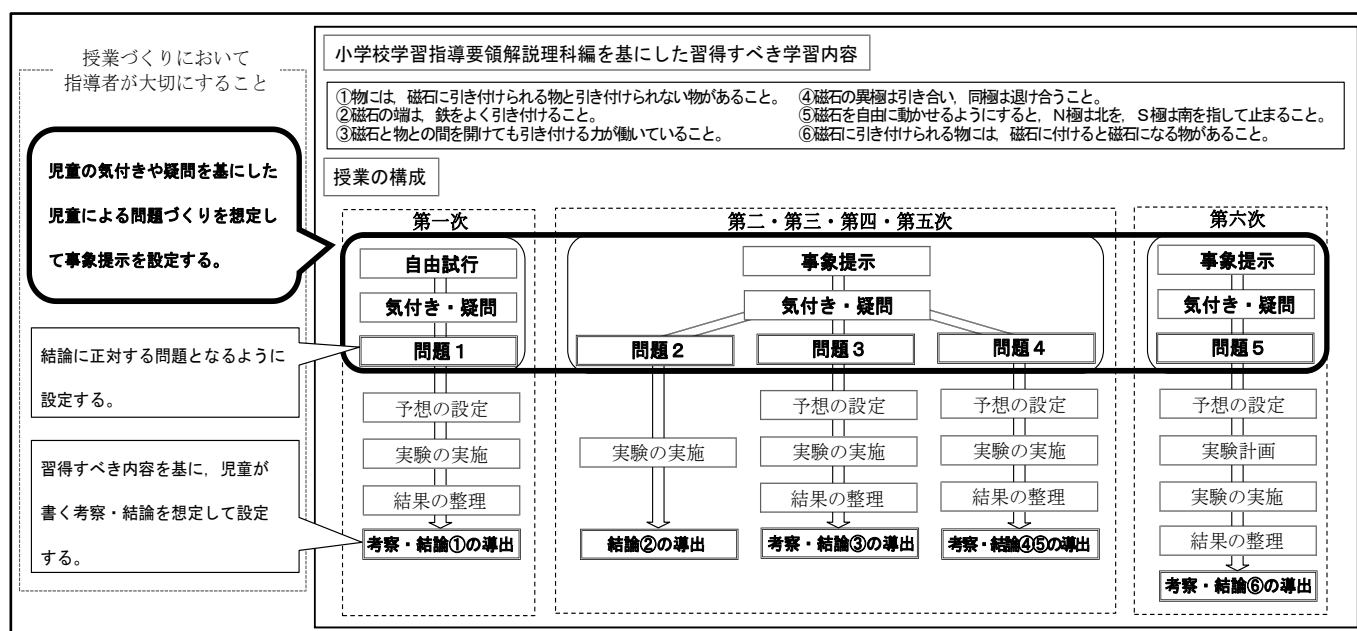 授業づくりにおいて
指導者が大切にすること
児童の気付きや疑問を基にした
児童による問題づくりを想定し
て事象提示を設定する。
結論に正対する問題となるように
設定する。
習得すべき内容を基に，児童が
書く考察・結論を想定して設定
する。
小学校学習指導要領解説理科編を基にした習得すべき学習内容
①物には，磁石に引き付けられる物と引き付けられない物があること。
②磁石の端は，鉄をよく引き付けること。
③磁石と物との間を開けても引き付ける力が働いていること。
④磁石の異極は引き合い，同極は退け合うこと。
⑤磁石を自由に動かせるようにすると，N極は北を，S極は南を指して止まること。
⑥磁石に引き付けられる物には，磁石に付けると磁石になる物があること。
授業の構成
第一次
自由試行
気付き・疑問
問題１
予想の設定
実験の実施
結果の整理
考察・結論①の導出
第二・第三・第四・第五次
事象提示
気付き・疑問
問題２
実験の実施
結論②の導出
問題３
予想の設定
実験の実施
結果の整理
考察・結論③の導出
問題４
予想の設定
実験の実施
結果の整理
考察・結論④⑤の導出
第六次
事象提示
気付き・疑問
問題５
予想の設定
実験計画
実験の実施
結果の整理
考察・結論⑥の導出